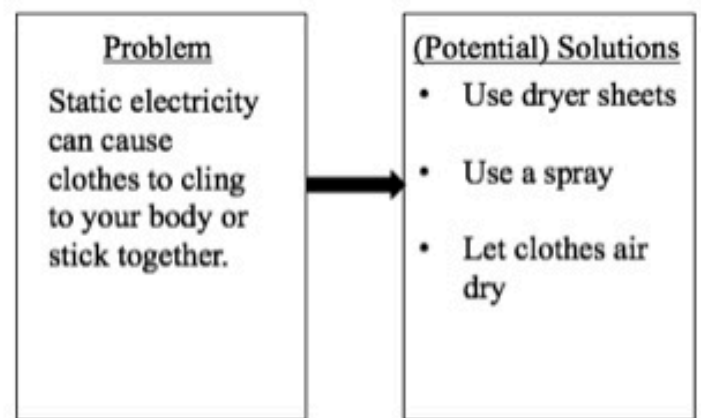 Problem
Static electricity
can cause
clothes to cling
to your body or
stick together.
(Potential) Solutions
• Use dryer sheets
• Use a spray
• Let clothes air
dry